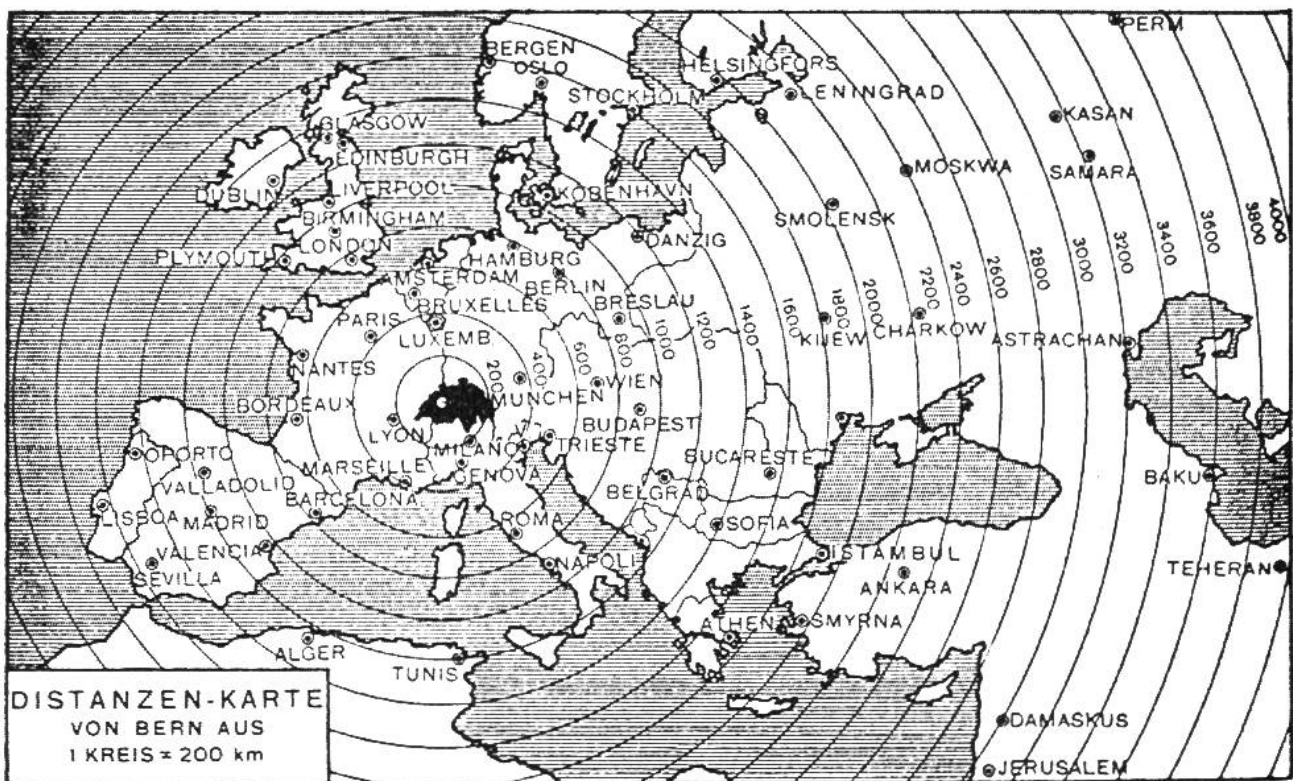 PERM
BERGEN
OSLO
HELSINGFORS
STOCKHOLM
LENINGRAD
KASAN
GLASGOW
EDINBURGH
MOSKWA
SAMARA
DUBLIN
LIVERPOOL
KOBENHAVN
BIRMINGHAM
SMOLENSK
LONDON
DANZIG
PLYMOUTH
HAMBURG
AMSTERDAM
BERLIN
BRUXELLES
BRESLAU
PARIS
LUXEMB.
KIJEW
CHARKOW
ASTRACHAN
NANTES
200 400 600 800 1000 1200 1400 1600 1800 2000 2200 2400 2600 2800 3000 3200 3400 3600 3800 4000
MÜNCHEN
WIEN
BORDEAUX
LYON
BUDAPEST
TRIESTE
MILANO
OPORTO
MARSEILLE
GENOVA
BUCARESTE
VALLADOLID
BARCELONA
BELGRAD
BAKU
LISBOA
MADRID
ROMA
SOFIA
VALENCIA
ISTAMBUL
SEVILLA
NAPOLI
TEHERAN
ANKARA
ATHEN
SMYRNA
ALGER
TUNIS
DISTANZEN-KARTE
VON BERN AUS
1 KREIS = 200 km
DAMASKUS
JERUSALEM